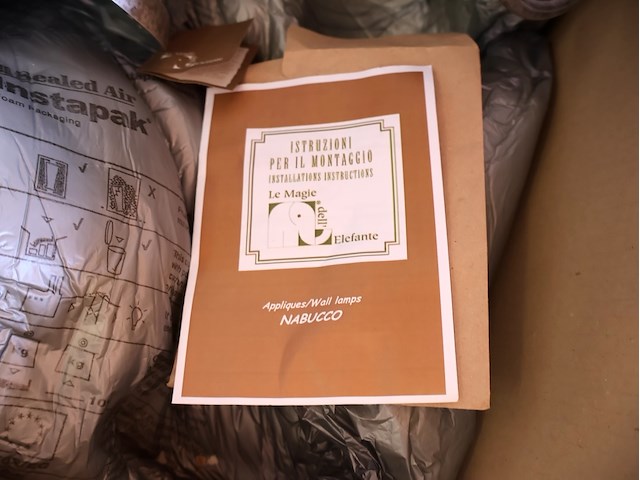 Sealed Air
Instapak®
Foam Packaging
ISTRUZIONI
PER IL MONTAGGIO
INSTALLATIONS INSTRUCTIONS
Le Magie
dell'
Elefante
Appliques/Wall lamps
NABUCCO
kg
kg